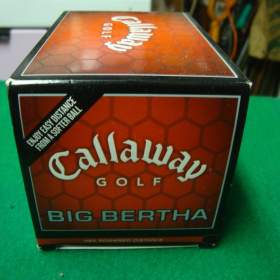 Callaway
GOLF
ENJOY EASY DISTANCE
FROM A SOFTER BALL
Callaway
GOLF
BIG BERTHA